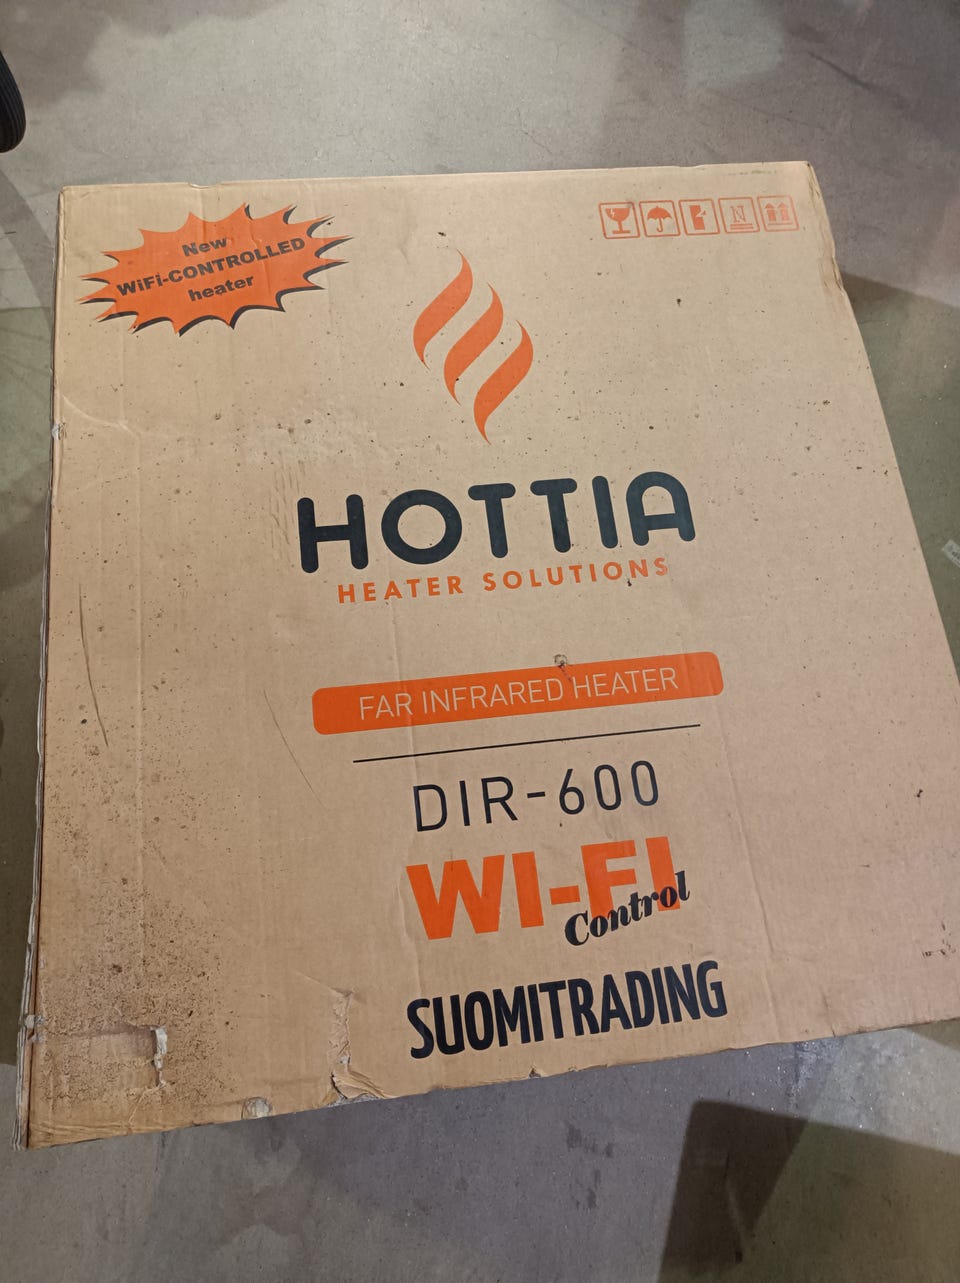 New
WiFi-CONTROLLED
heater
HOTTIA
HEATER SOLUTIONS
FAR INFRARED HEATER
DIR-600
WI-FI
Control
SUOMITRADING